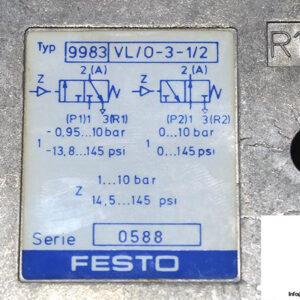 Typ 9983 VL/O-3-1/2
2 (A) 2 (A)
Z Z
(P1)1 3(R1) (P2)1 3(R2)
- 0,95...10 bar 0...10 bar
1 1
-13,8...145 psi 0...145 psi
1...10 bar
Z
14,5...145 psi
Serie 0588
FESTO
R1